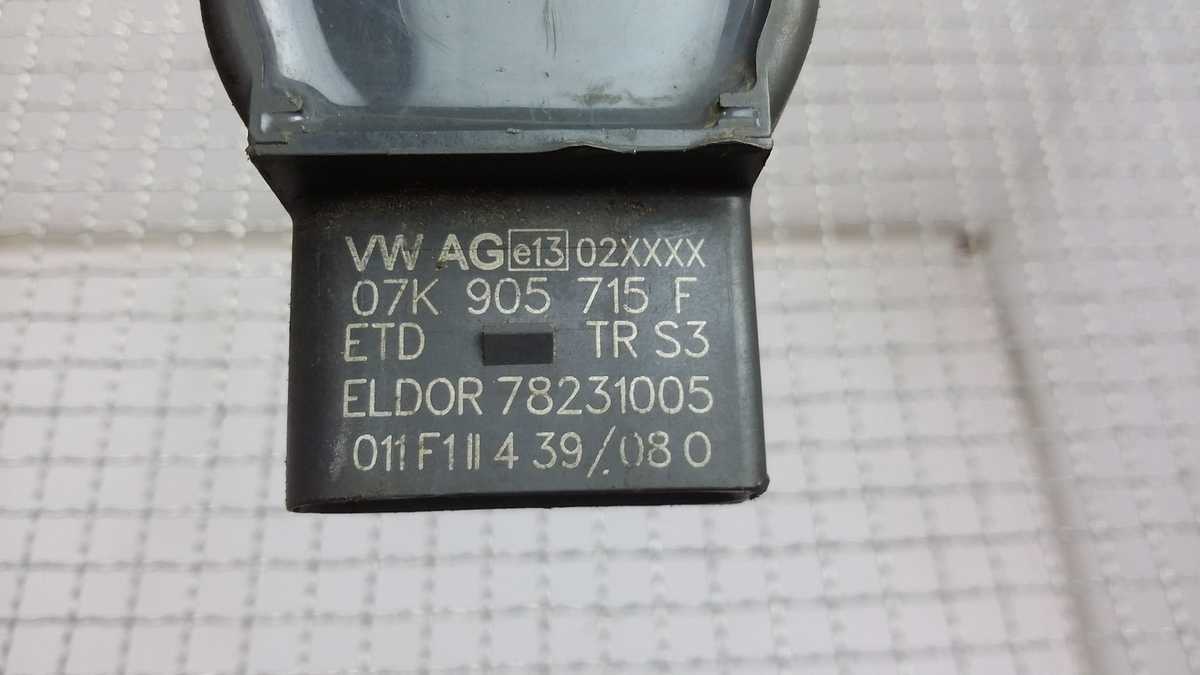 VW AG e13 02XXXX
07K 905 715 F
ETD TR S3
ELDOR 78231005
011 F1 II 4 39/.08 0